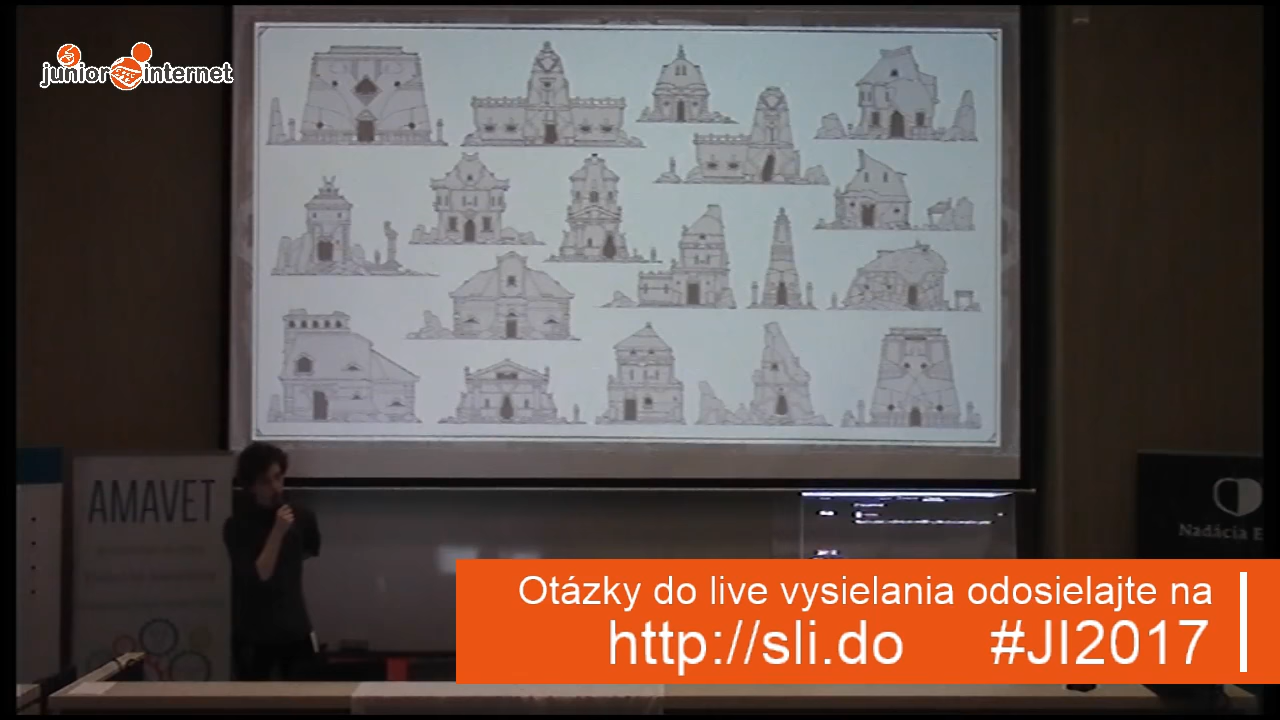 junior internet
AMAVET
Nadácia E
Otázky do live vysielania odosielajte na
http://sli.do #JI2017